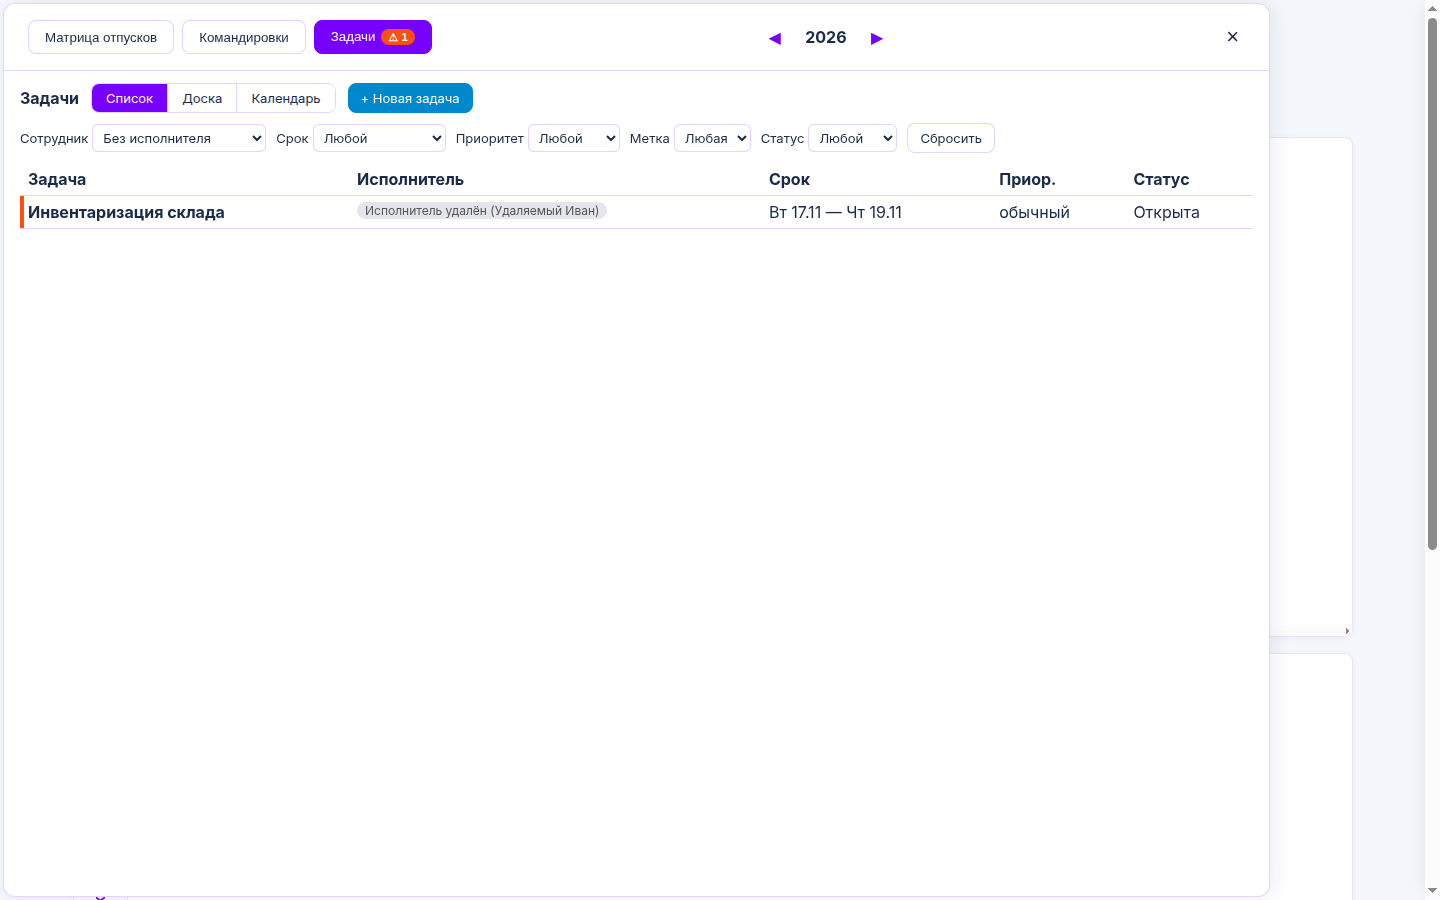 Матрица отпусков Командировки Задачи ⚠ 1 ◀ 2026 ▶ ×
Задачи Список Доска Календарь + Новая задача
Сотрудник Без исполнителя Срок Любой Приоритет Любой Метка Любая Статус Любой Сбросить
Задача Исполнитель Срок Приор. Статус
Инвентаризация склада Исполнитель удалён (Удаляемый Иван) Вт 17.11 — Чт 19.11 обычный Открыта